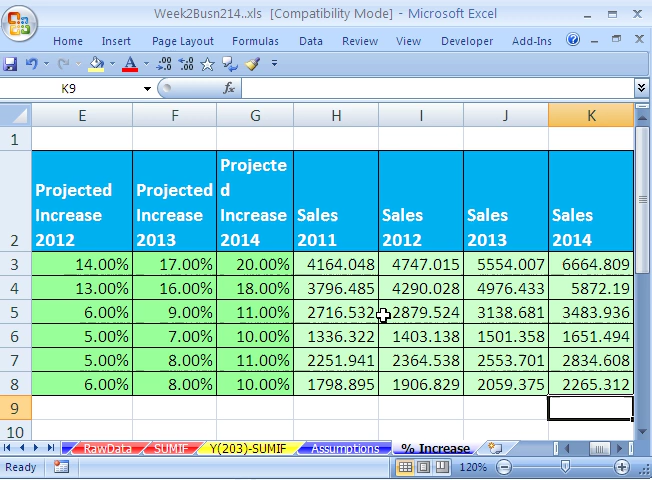 Week2Busn214..xls [Compatibility Mode] - Microsoft Excel
Home Insert Page Layout Formulas Data Review View Developer Add-Ins
K9 fx
E F G H I J K
1
2 Projected Increase 2012 Projected Increase 2013 Projecte d Increase 2014 Sales 2011 Sales 2012 Sales 2013 Sales 2014
3 14.00% 17.00% 20.00% 4164.048 4747.015 5554.007 6664.809
4 13.00% 16.00% 18.00% 3796.485 4290.028 4976.433 5872.19
5 6.00% 9.00% 11.00% 2716.532 2879.524 3138.681 3483.936
6 5.00% 7.00% 10.00% 1336.322 1403.138 1501.358 1651.494
7 5.00% 8.00% 11.00% 2251.941 2364.538 2553.701 2834.608
8 6.00% 8.00% 10.00% 1798.895 1906.829 2059.375 2265.312
9
10
RawData SUMIF Y(203)-SUMIF Assumptions % Increase
Ready 120%